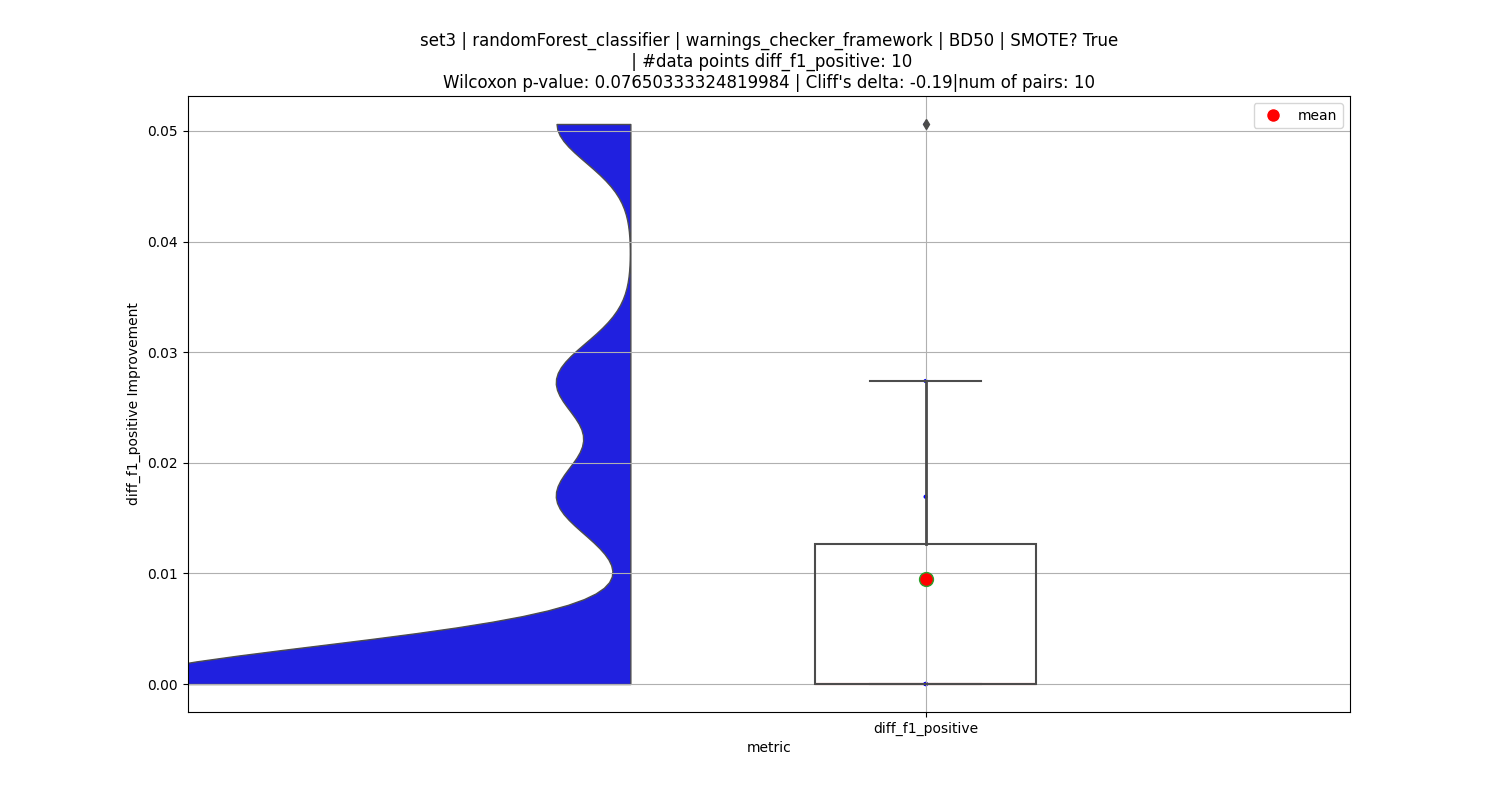 set3 | randomForest_classifier | warnings_checker_framework | BD50 | SMOTE? True
| #data points diff_f1_positive: 10
Wilcoxon p-value: 0.07650333324819984 | Cliff's delta: -0.19|num of pairs: 10
mean
0.05
0.04
0.03
0.02
0.01
0.00
diff_f1_positive Improvement
diff_f1_positive
metric